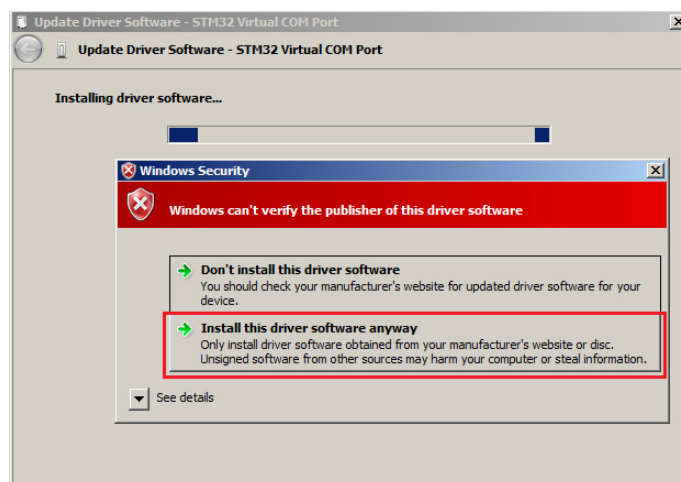 Update Driver Software - STM32 Virtual COM Port
Update Driver Software - STM32 Virtual COM Port
Installing driver software...
Windows Security
Windows can't verify the publisher of this driver software
Don't install this driver software
You should check your manufacturer's website for updated driver software for your
device.
Install this driver software anyway
Only install driver software obtained from your manufacturer's website or disc.
Unsigned software from other sources may harm your computer or steal information.
See details